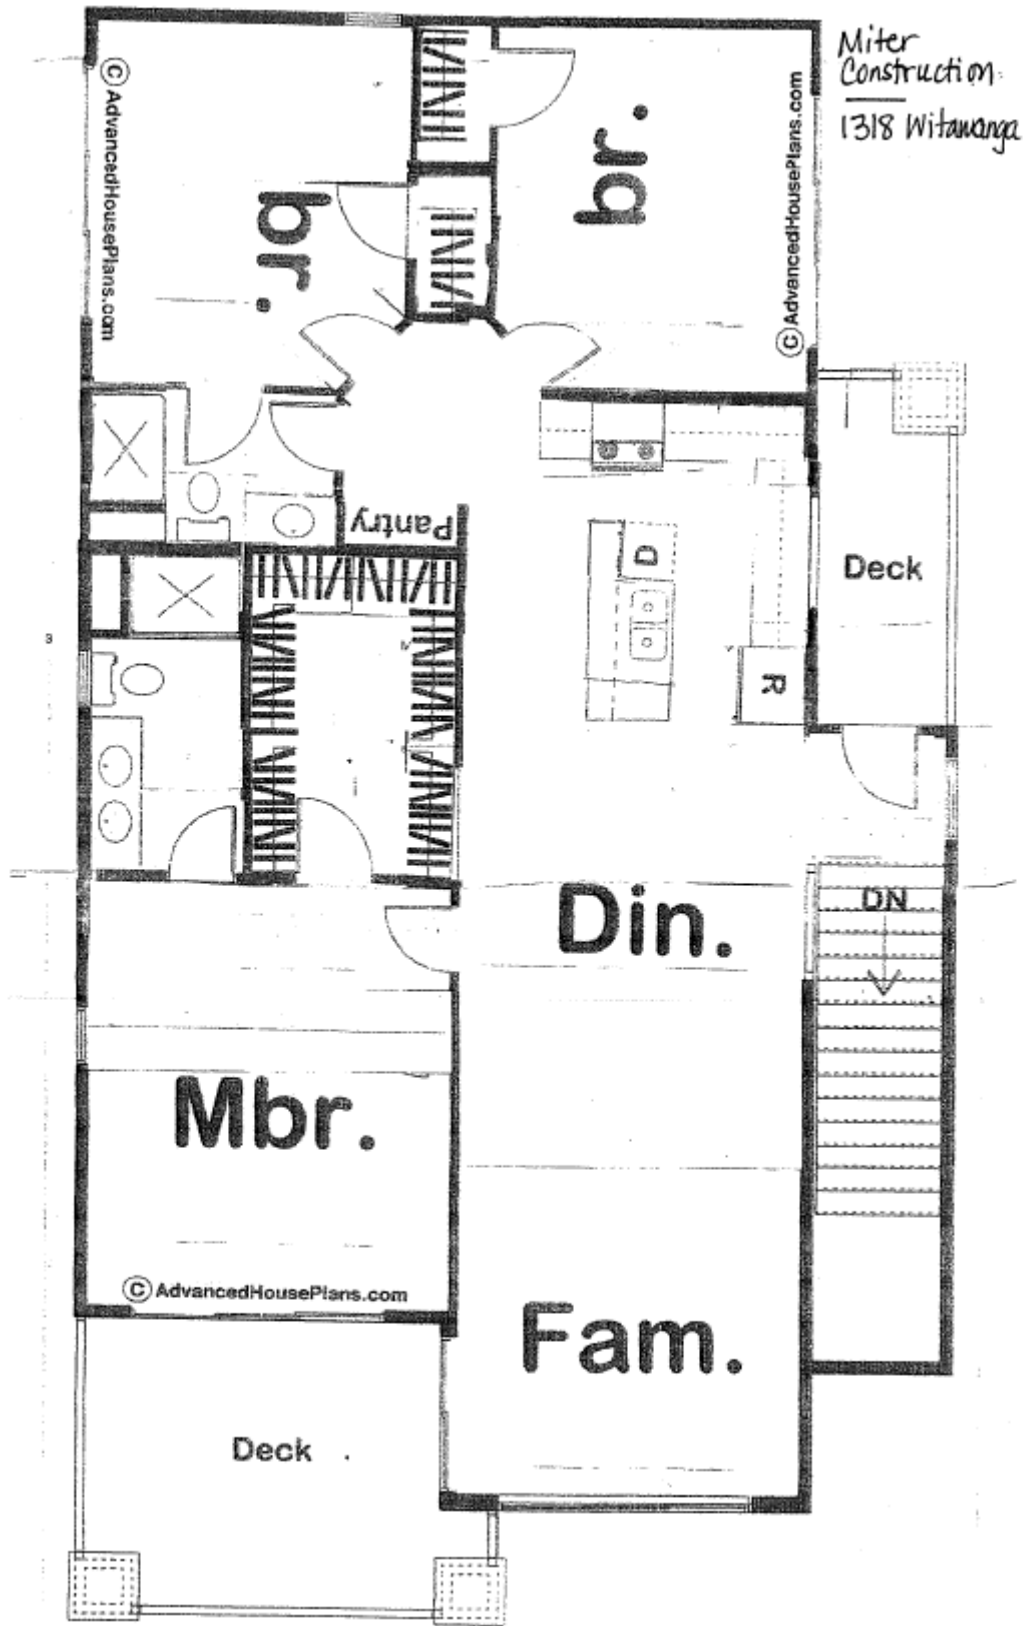 Miter
Construction
1318 Witawanga
© AdvancedHousePlans.com
br.
br.
© AdvancedHousePlans.com
Pantry
D
Deck
R
Din.
DN
Mbr.
© AdvancedHousePlans.com
Fam.
Deck